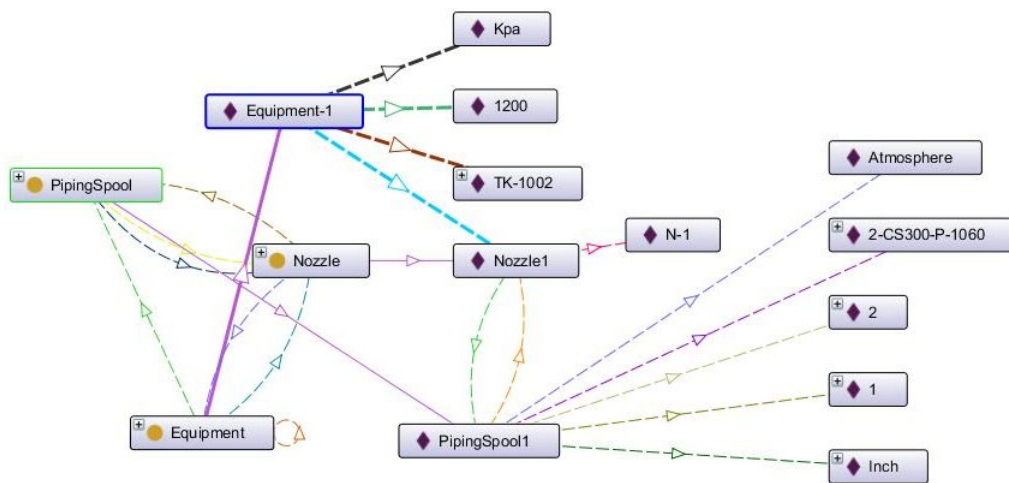 Kpa
Equipment-1
1200
Atmosphere
PipingSpool
TK-1002
N-1
2-CS300-P-1060
Nozzle
Nozzle1
2
1
Equipment
PipingSpool1
Inch